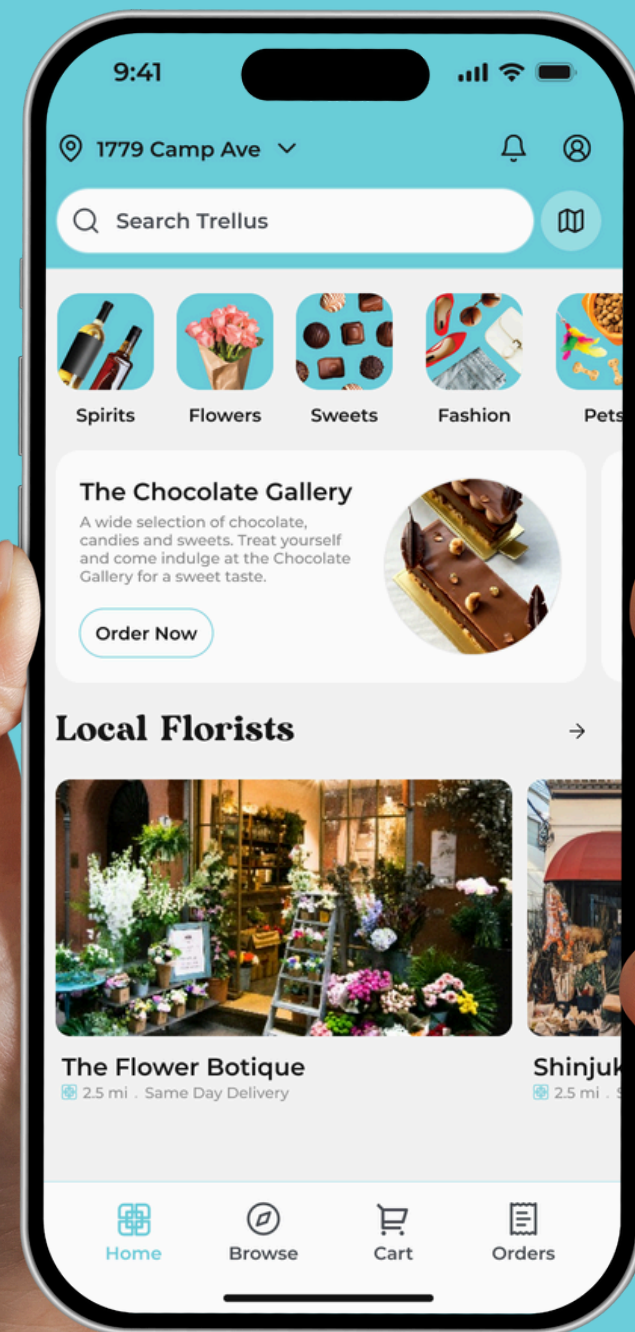 9:41
1779 Camp Ave
Search Trellus
Spirits
Flowers
Sweets
Fashion
Pets
The Chocolate Gallery
A wide selection of chocolate,
candies and sweets. Treat yourself
and come indulge at the Chocolate
Gallery for a sweet taste.
Order Now
Local Florists
The Flower Botique
2.5 mi . Same Day Delivery
Shinjuk
2.5 mi . S
Home
Browse
Cart
Orders